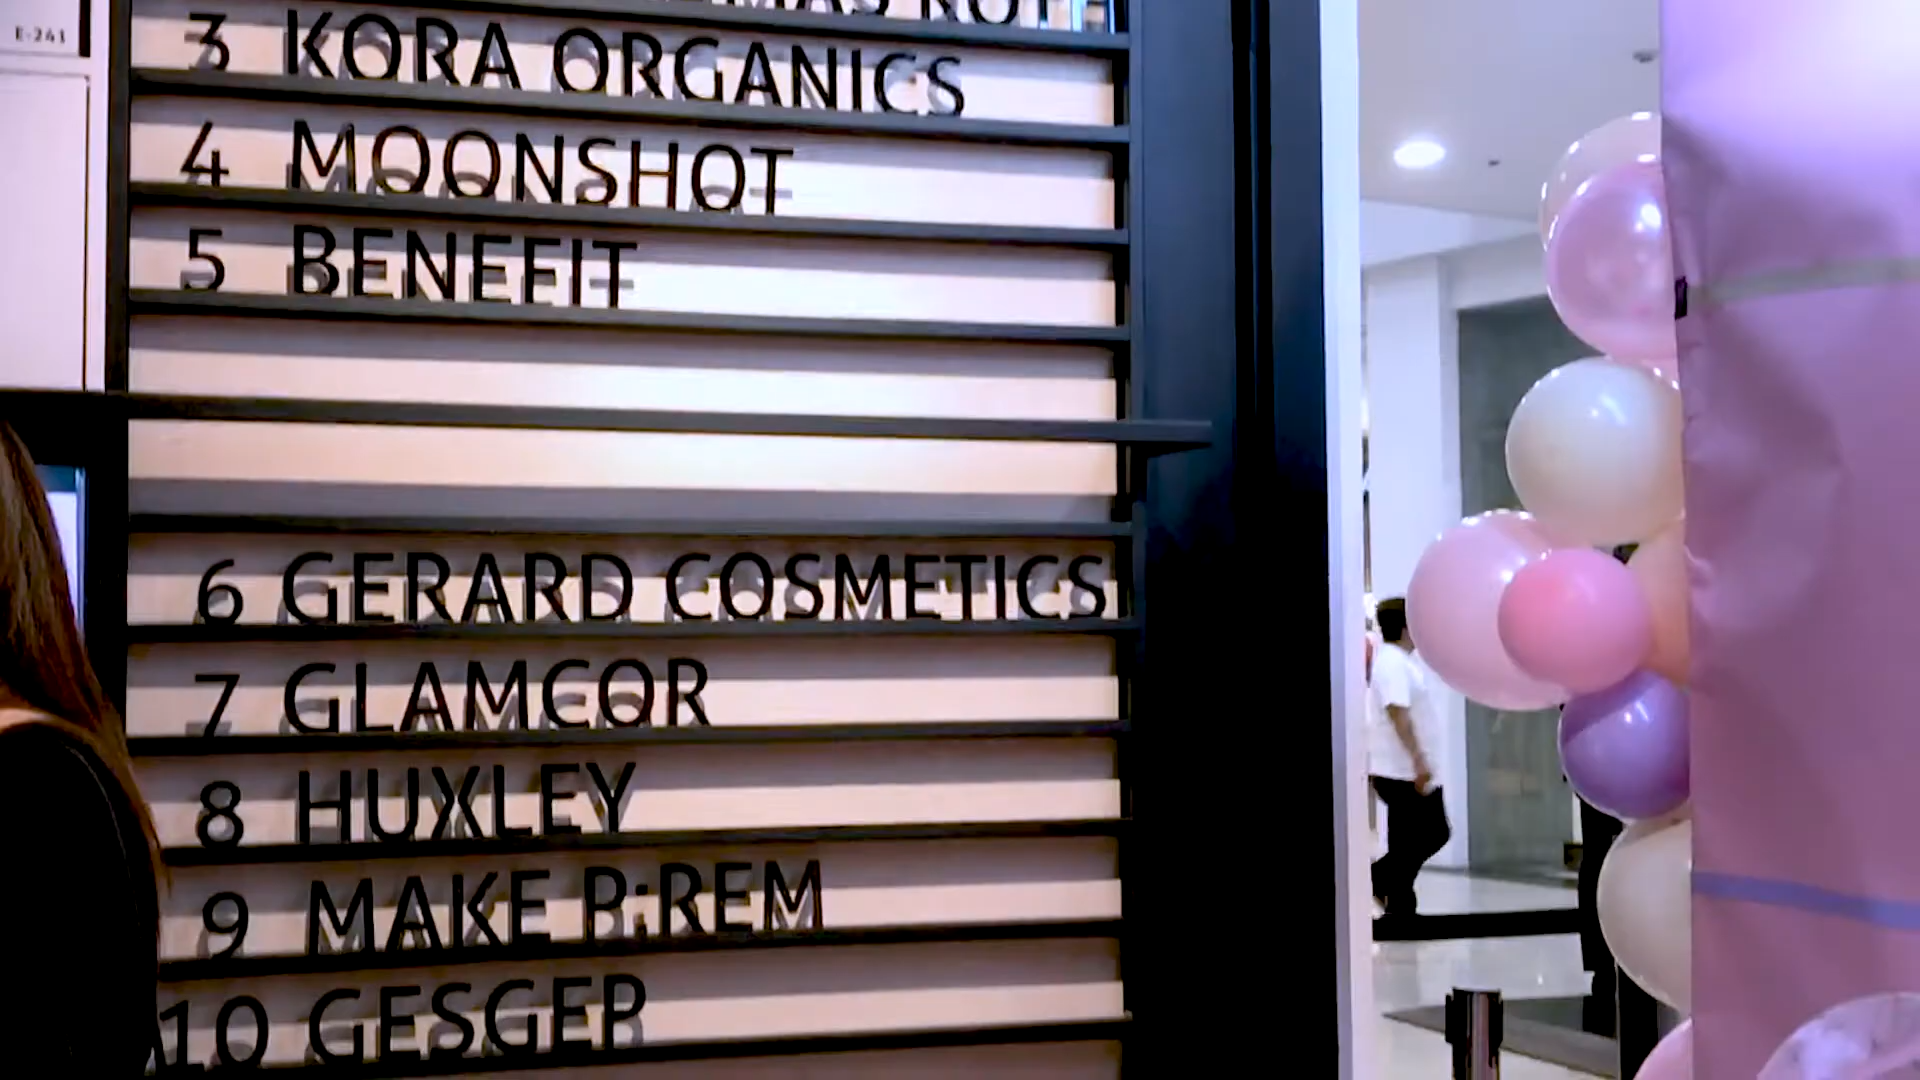 E-241
3 KORA ORGANICS
4 MOONSHOT
5 BENEFIT
6 GERARD COSMETICS
7 GLAMCOR
8 HUXLEY
9 MAKE P:REM
10 GESGEP